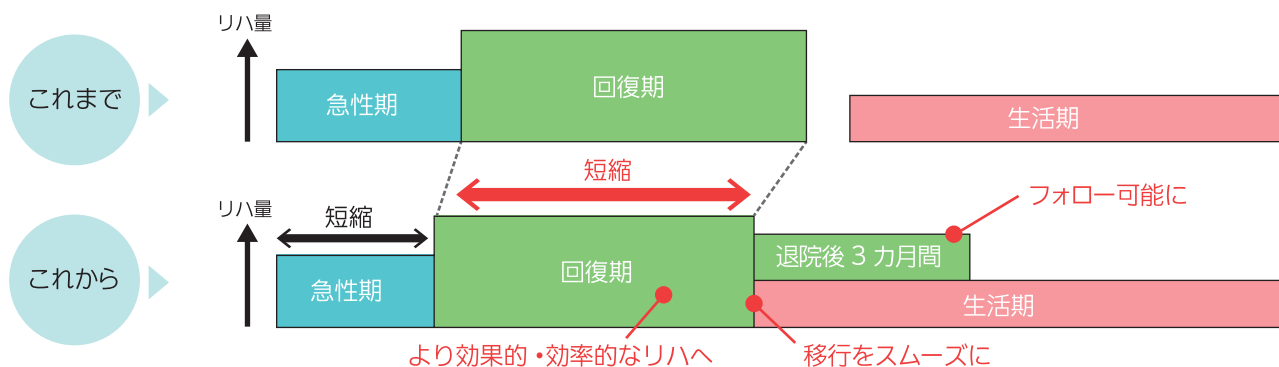 リハ量
これまで
急性期
回復期
生活期
短縮
フォロー可能に
リハ量
短縮
これから
急性期
回復期
退院後3カ月間
生活期
より効果的・効率的なリハへ
移行をスムーズに